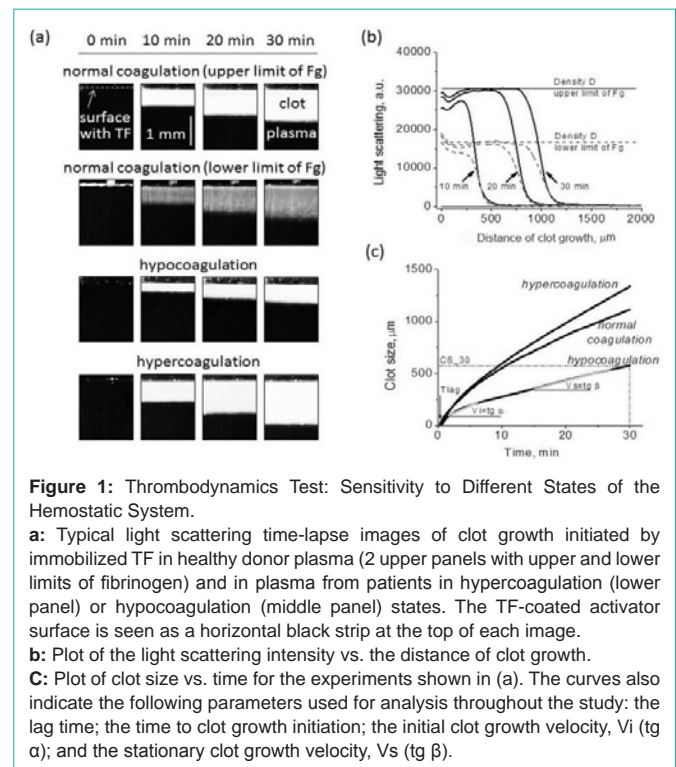 (a)
0 min 10 min 20 min 30 min
normal coagulation (upper limit of Fg)
surface
with TF
1 mm
clot
plasma
normal coagulation (lower limit of Fg)
hypocoagulation
hypercoagulation
(b)
Light scattering, a.u.
40000
30000
20000
10000
0
Density D
upper limit of Fg
Density D
lower limit of Fg
10 min
20 min
30 min
0 500 1000 1500 2000
Distance of clot growth, μm
(c)
Clot size, μm
1500
1000
500
0
hypercoagulation
normal
coagulation
hypocoagulation
CS_30
Tlag
Vi=tg α
Vs=tg β
0 10 20 30
Time, min
Figure 1: Thrombodynamics Test: Sensitivity to Different States of the
Hemostatic System.
a: Typical light scattering time-lapse images of clot growth initiated by
immobilized TF in healthy donor plasma (2 upper panels with upper and lower
limits of fibrinogen) and in plasma from patients in hypercoagulation (lower
panel) or hypocoagulation (middle panel) states. The TF-coated activator
surface is seen as a horizontal black strip at the top of each image.
b: Plot of the light scattering intensity vs. the distance of clot growth.
C: Plot of clot size vs. time for the experiments shown in (a). The curves also
indicate the following parameters used for analysis throughout the study: the
lag time; the time to clot growth initiation; the initial clot growth velocity, Vi (tg
α); and the stationary clot growth velocity, Vs (tg β).